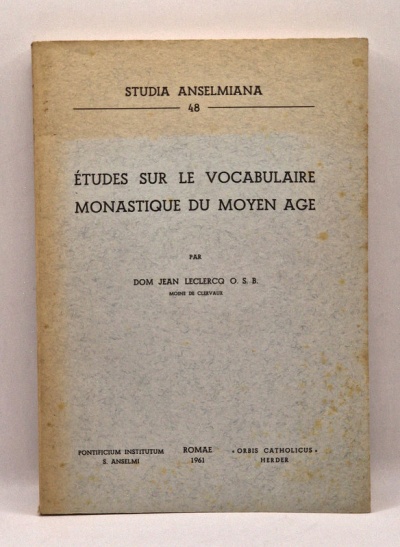 STUDIA ANSELMIANA
48
ÉTUDES SUR LE VOCABULAIRE
MONASTIQUE DU MOYEN AGE
PAR
DOM JEAN LECLERCQ O. S. B.
MOINE DE CLERVAUX
PONTIFICIUM INSTITUTUM
S. ANSELMI
ROMAE
1961
« ORBIS CATHOLICUS »
HERDER